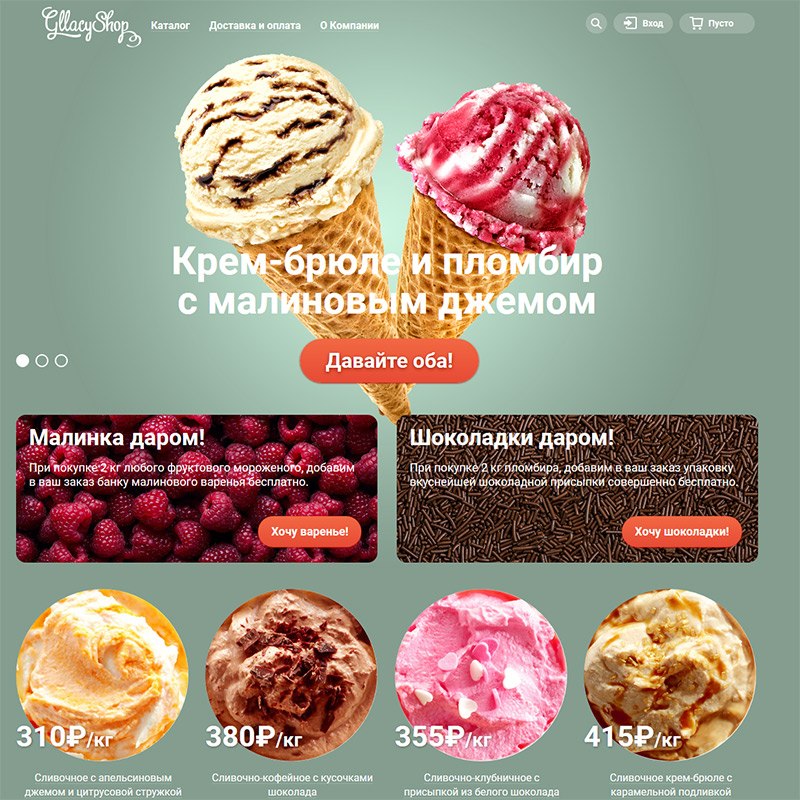 Gllacy Shop
Каталог
Доставка и оплата
О Компании
Вход
Пусто
Крем-брюле и пломбир
с малиновым джемом
Давайте оба!
Малинка даром!
При покупке 2 кг любого фруктового мороженого, добавим
в ваш заказ банку малинового варенья бесплатно.
Хочу варенье!
Шоколадки даром!
При покупке 2 кг пломбира, добавим в ваш заказ упаковку
вкуснейшей шоколадной присыпки совершенно бесплатно.
Хочу шоколадки!
310₽/кг
Сливочное с апельсиновым
джемом и цитрусовой стружкой
380₽/кг
Сливочно-кофейное с кусочками
шоколада
355₽/кг
Сливочно-клубничное с
присыпкой из белого шоколада
415₽/кг
Сливочное крем-брюле с
карамельной подливкой